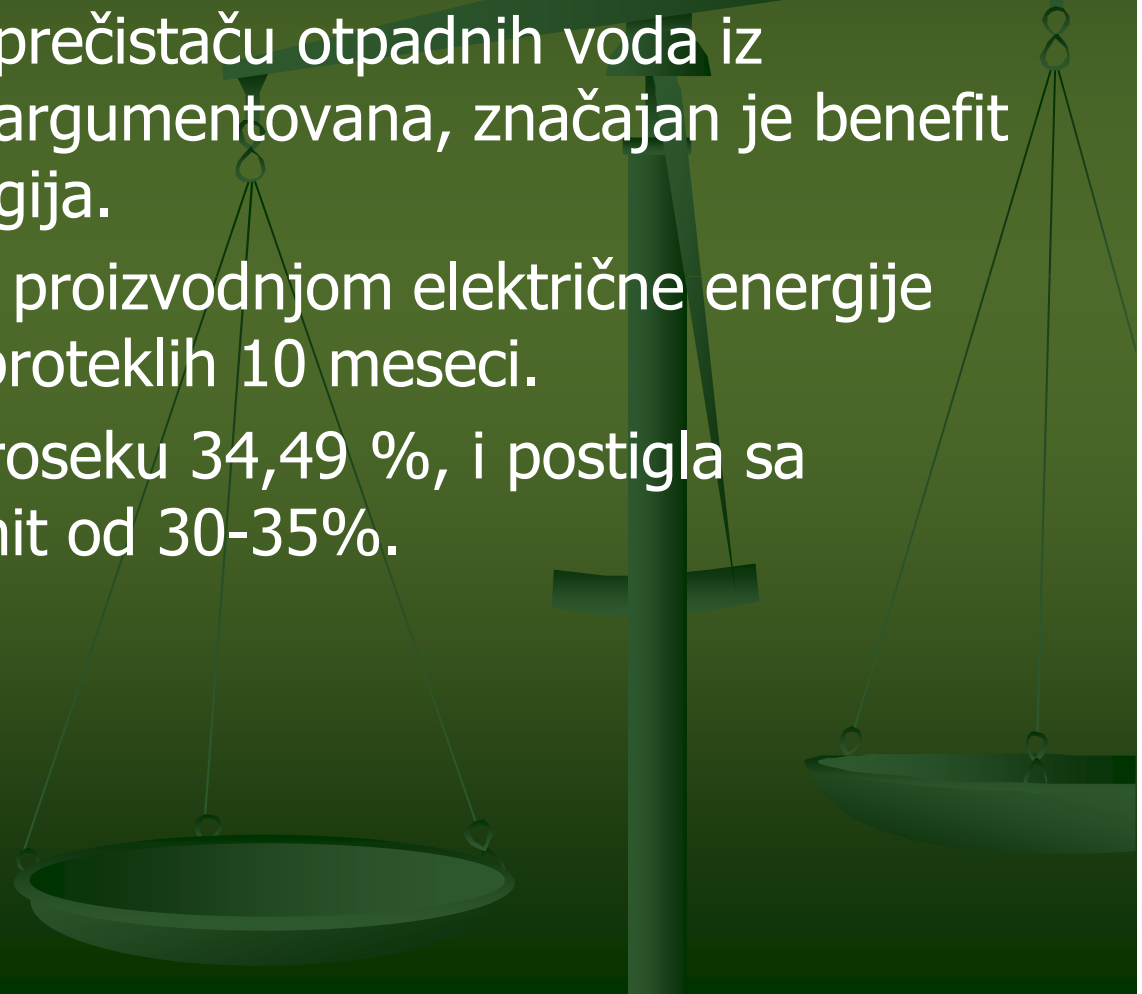 prečistaču otpadnih voda iz
argumentovana, značajan je benefit
gija.
proizvodnjom električne energije
proteklih 10 meseci.
roseku 34,49 %, i postigla sa
nit od 30-35%.